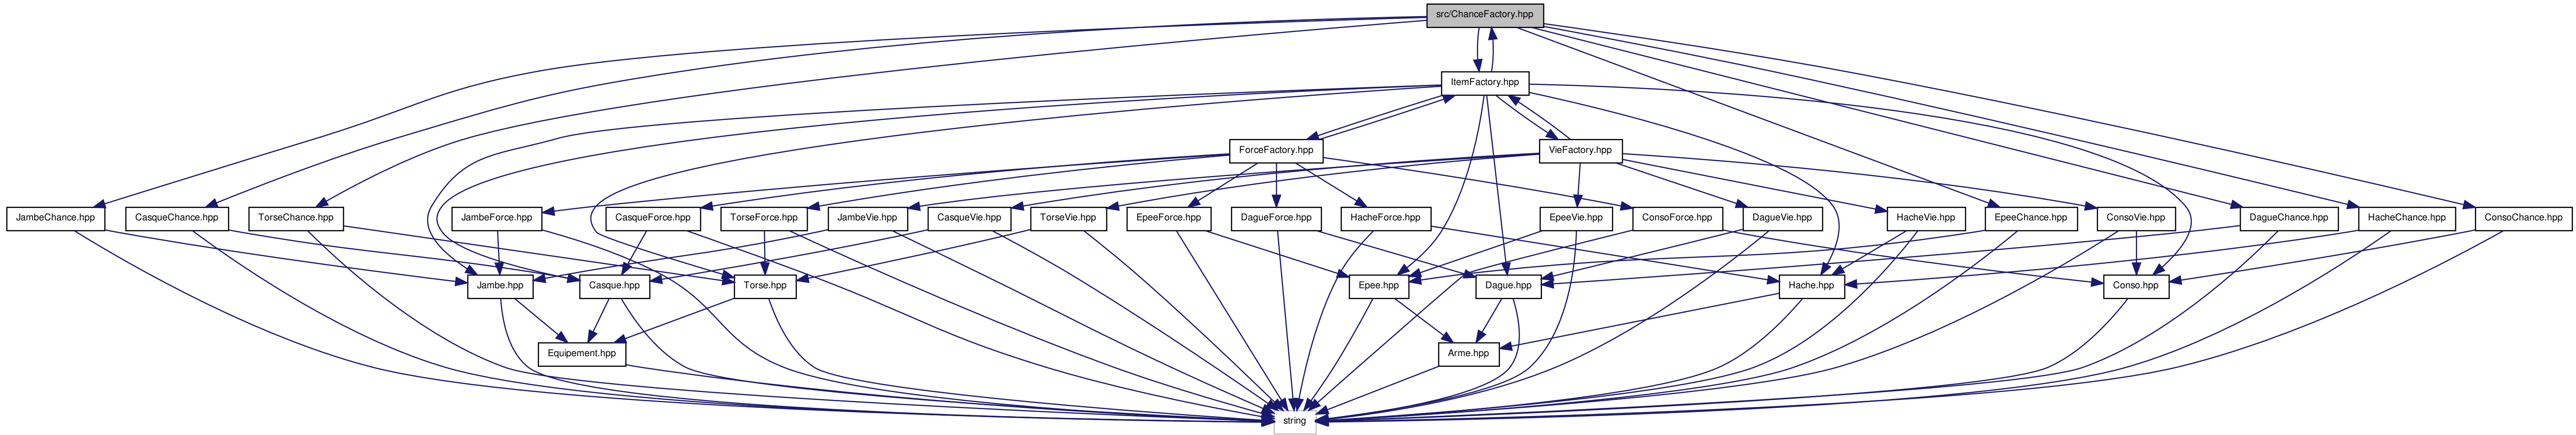 src/ChanceFactory.hpp
ItemFactory.hpp
ForceFactory.hpp
VieFactory.hpp
JambeChance.hpp
CasqueChance.hpp
TorseChance.hpp
JambeForce.hpp
CasqueForce.hpp
TorseForce.hpp
JambeVie.hpp
CasqueVie.hpp
TorseVie.hpp
EpeeForce.hpp
DagueForce.hpp
HacheForce.hpp
EpeeVie.hpp
ConsoForce.hpp
DagueVie.hpp
HacheVie.hpp
EpeeChance.hpp
ConsoVie.hpp
DagueChance.hpp
HacheChance.hpp
ConsoChance.hpp
Jambe.hpp
Casque.hpp
Torse.hpp
Epee.hpp
Dague.hpp
Hache.hpp
Conso.hpp
Equipement.hpp
Arme.hpp
string